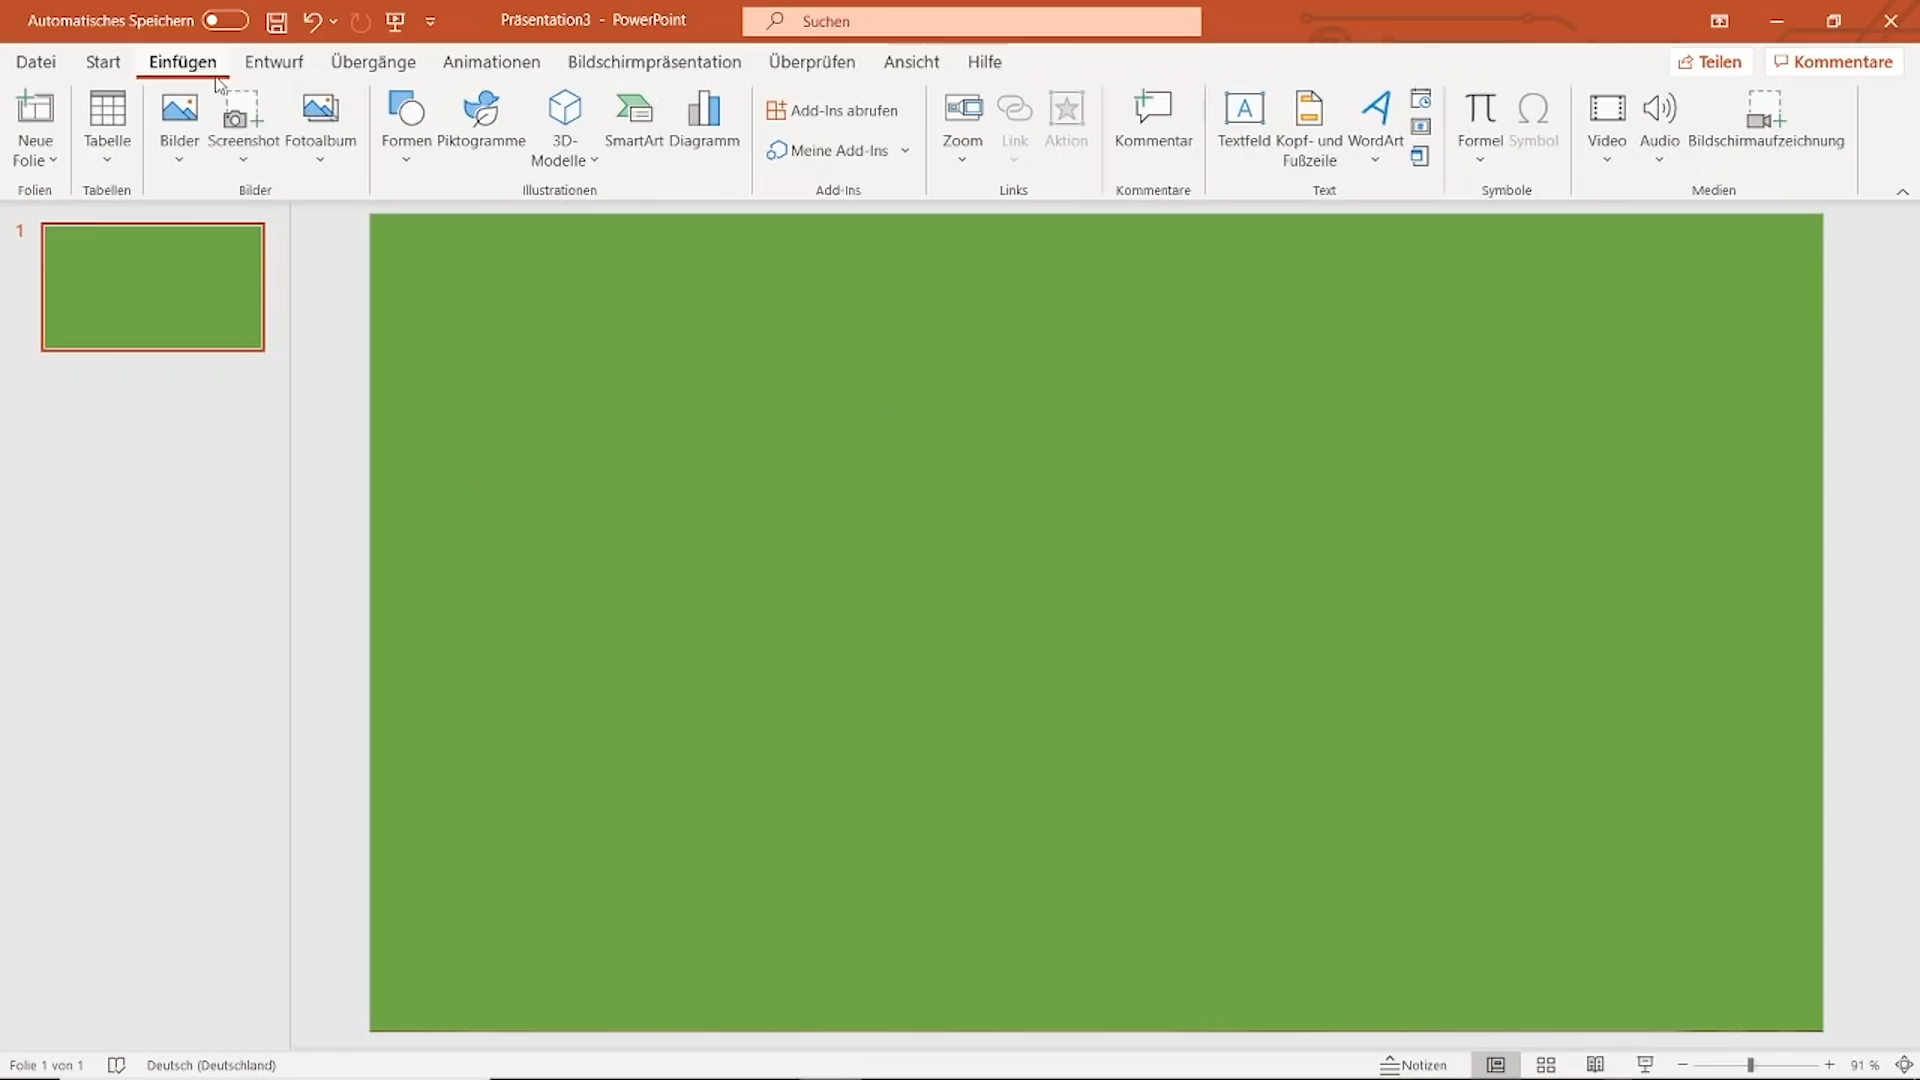 Automatisches Speichern
Präsentation3 - PowerPoint
Suchen
Datei Start Einfügen Entwurf Übergänge Animationen Bildschirmpräsentation Überprüfen Ansicht Hilfe Teilen Kommentare
Neue Folie
Tabelle
Bilder
Screenshot
Fotoalbum
Formen
Piktogramme
3D-Modelle
SmartArt
Diagramm
Add-Ins abrufen
Meine Add-Ins
Zoom
Link
Aktion
Kommentar
Textfeld
Kopf- und Fußzeile
WordArt
Formel
Symbol
Video
Audio
Bildschirmaufzeichnung
Folien Tabellen Bilder Illustrationen Add-Ins Links Kommentare Text Symbole Medien
1
Folie 1 von 1 Deutsch (Deutschland) Notizen 91 %